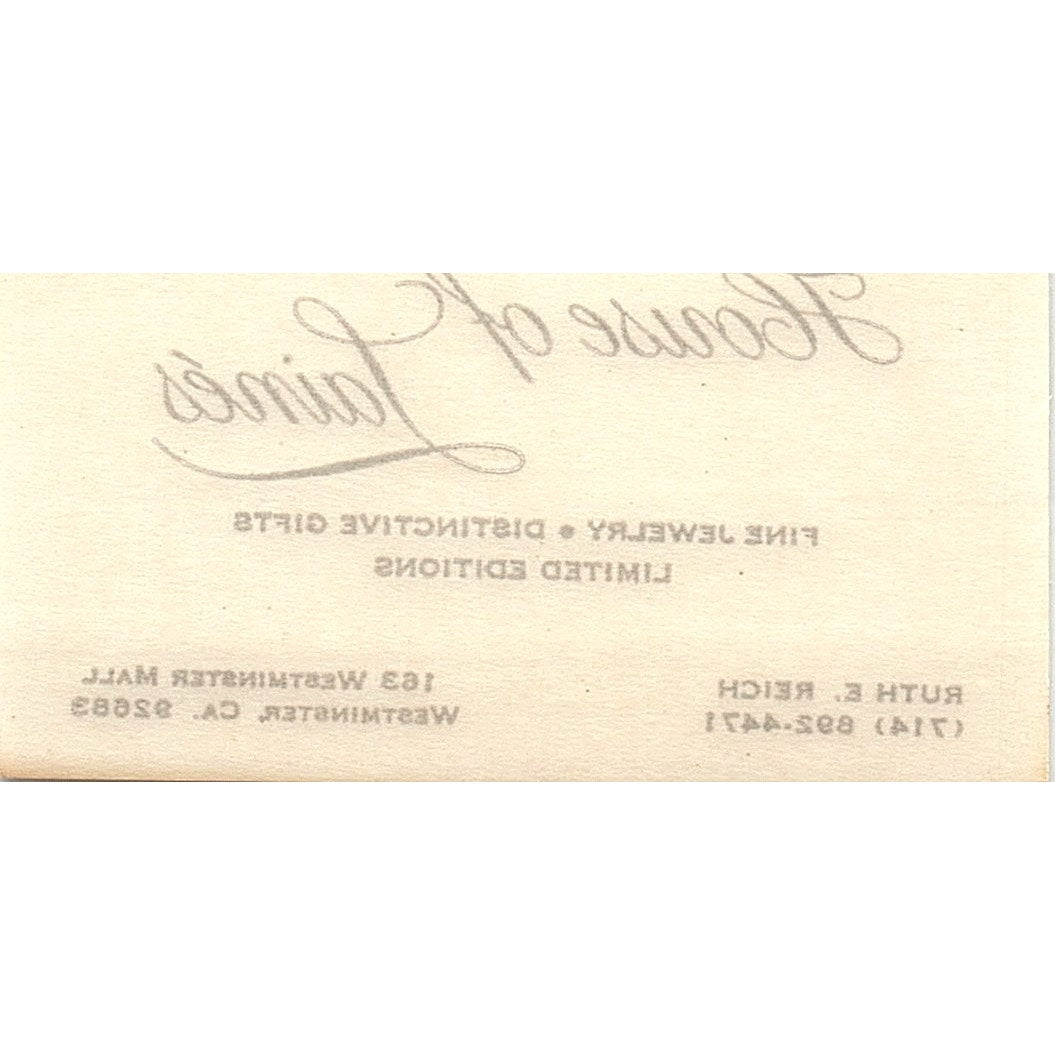 House of
Laimés
FINE JEWELRY • DISTINCTIVE GIFTS
LIMITED EDITIONS
RUTH E. REICH
(714) 892-4471
163 WESTMINSTER MALL
WESTMINSTER, CA. 92683